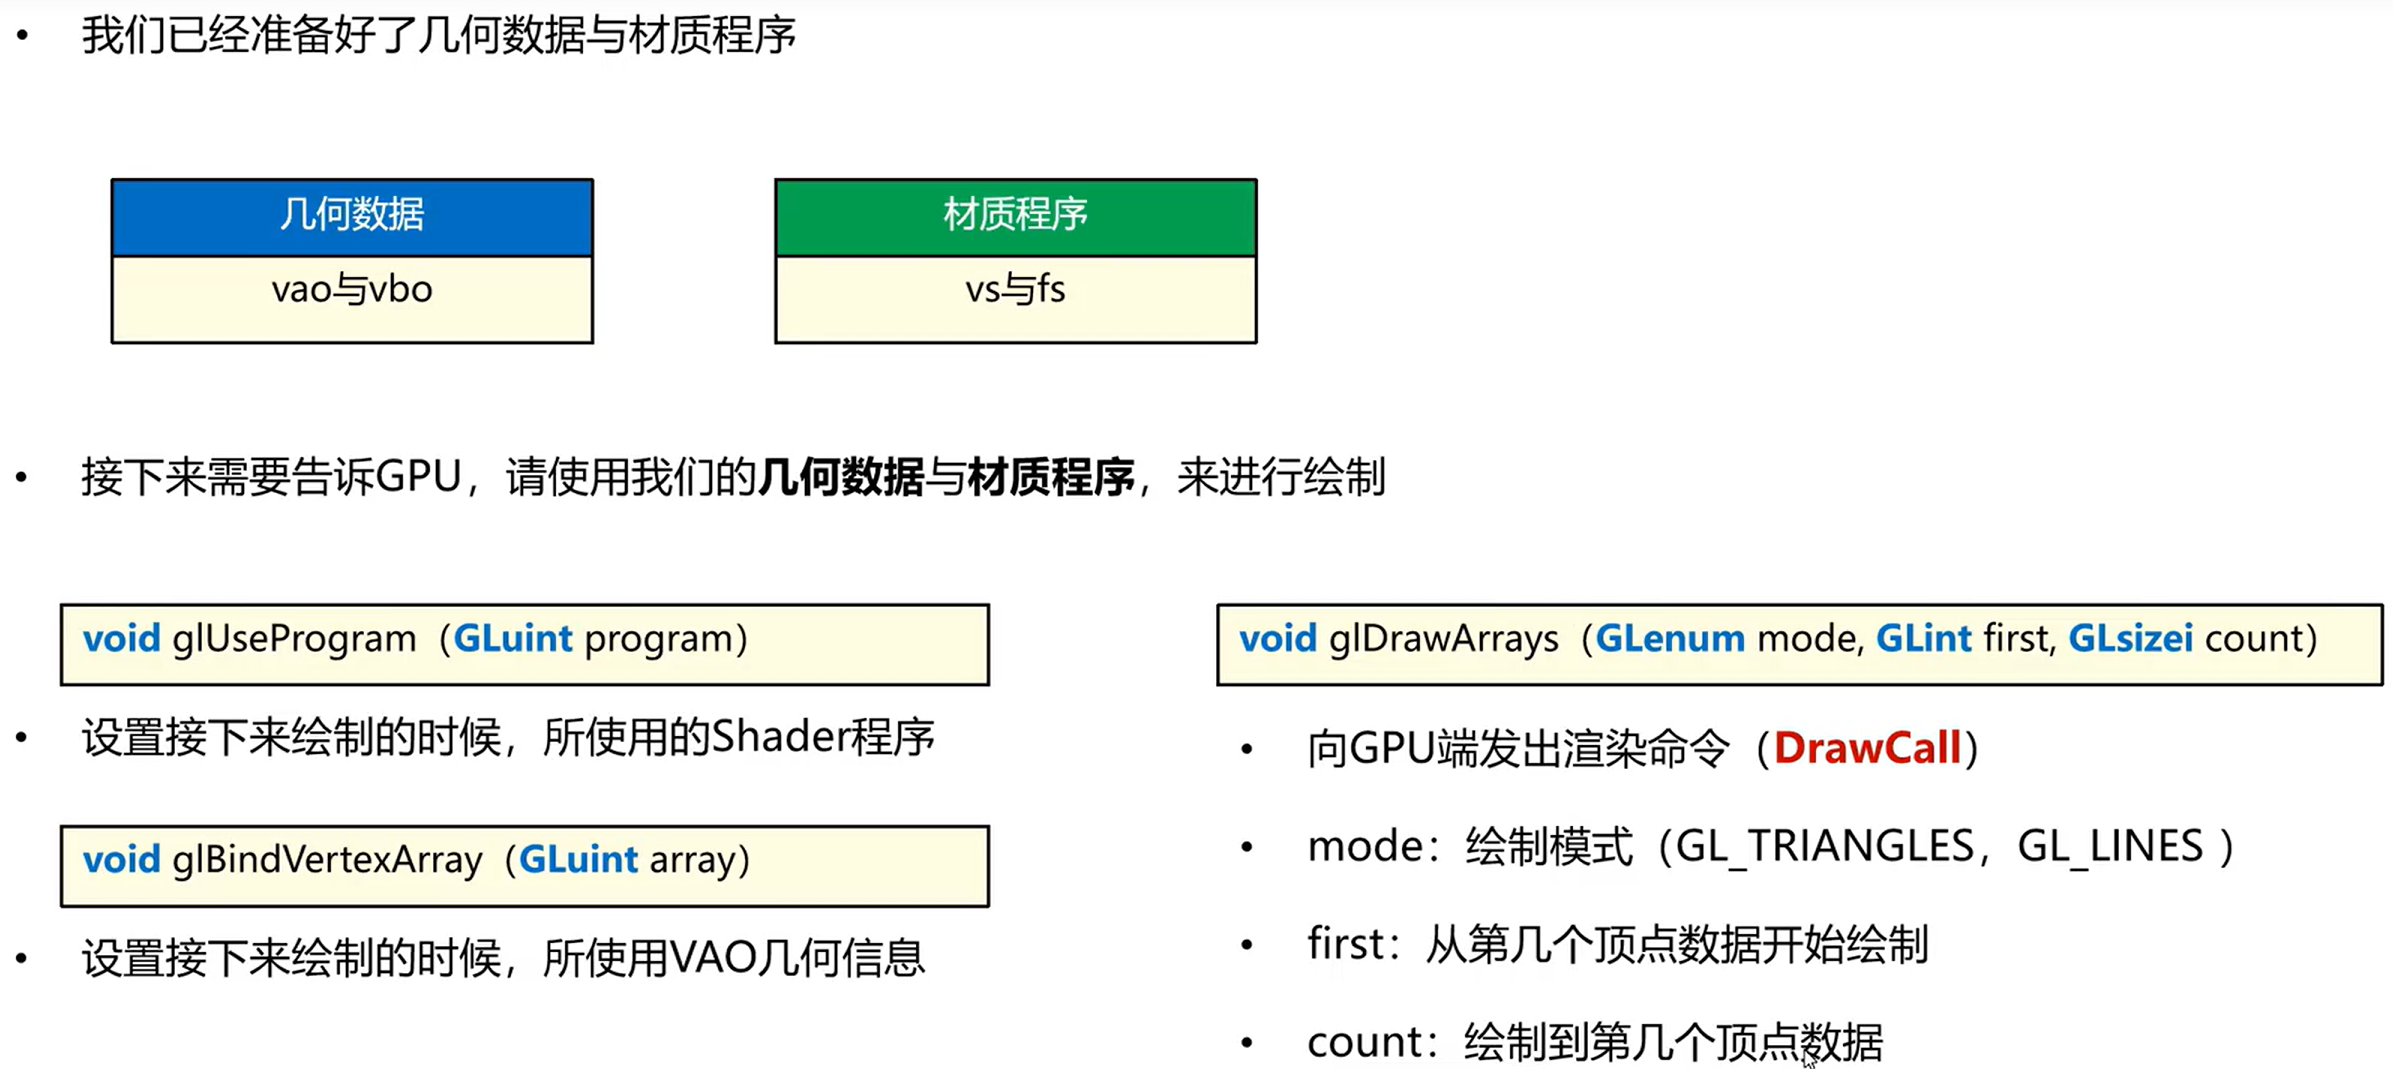 • 我们已经准备好了几何数据与材质程序
几何数据
vao与vbo
材质程序
vs与fs
• 接下来需要告诉GPU，请使用我们的几何数据与材质程序，来进行绘制
void glUseProgram（GLuint program）
• 设置接下来绘制的时候，所使用的Shader程序
void glBindVertexArray（GLuint array）
• 设置接下来绘制的时候，所使用VAO几何信息
void glDrawArrays（GLenum mode, GLint first, GLsizei count）
• 向GPU端发出渲染命令（DrawCall）
• mode：绘制模式（GL_TRIANGLES，GL_LINES ）
• first：从第几个顶点数据开始绘制
• count：绘制到第几个顶点数据